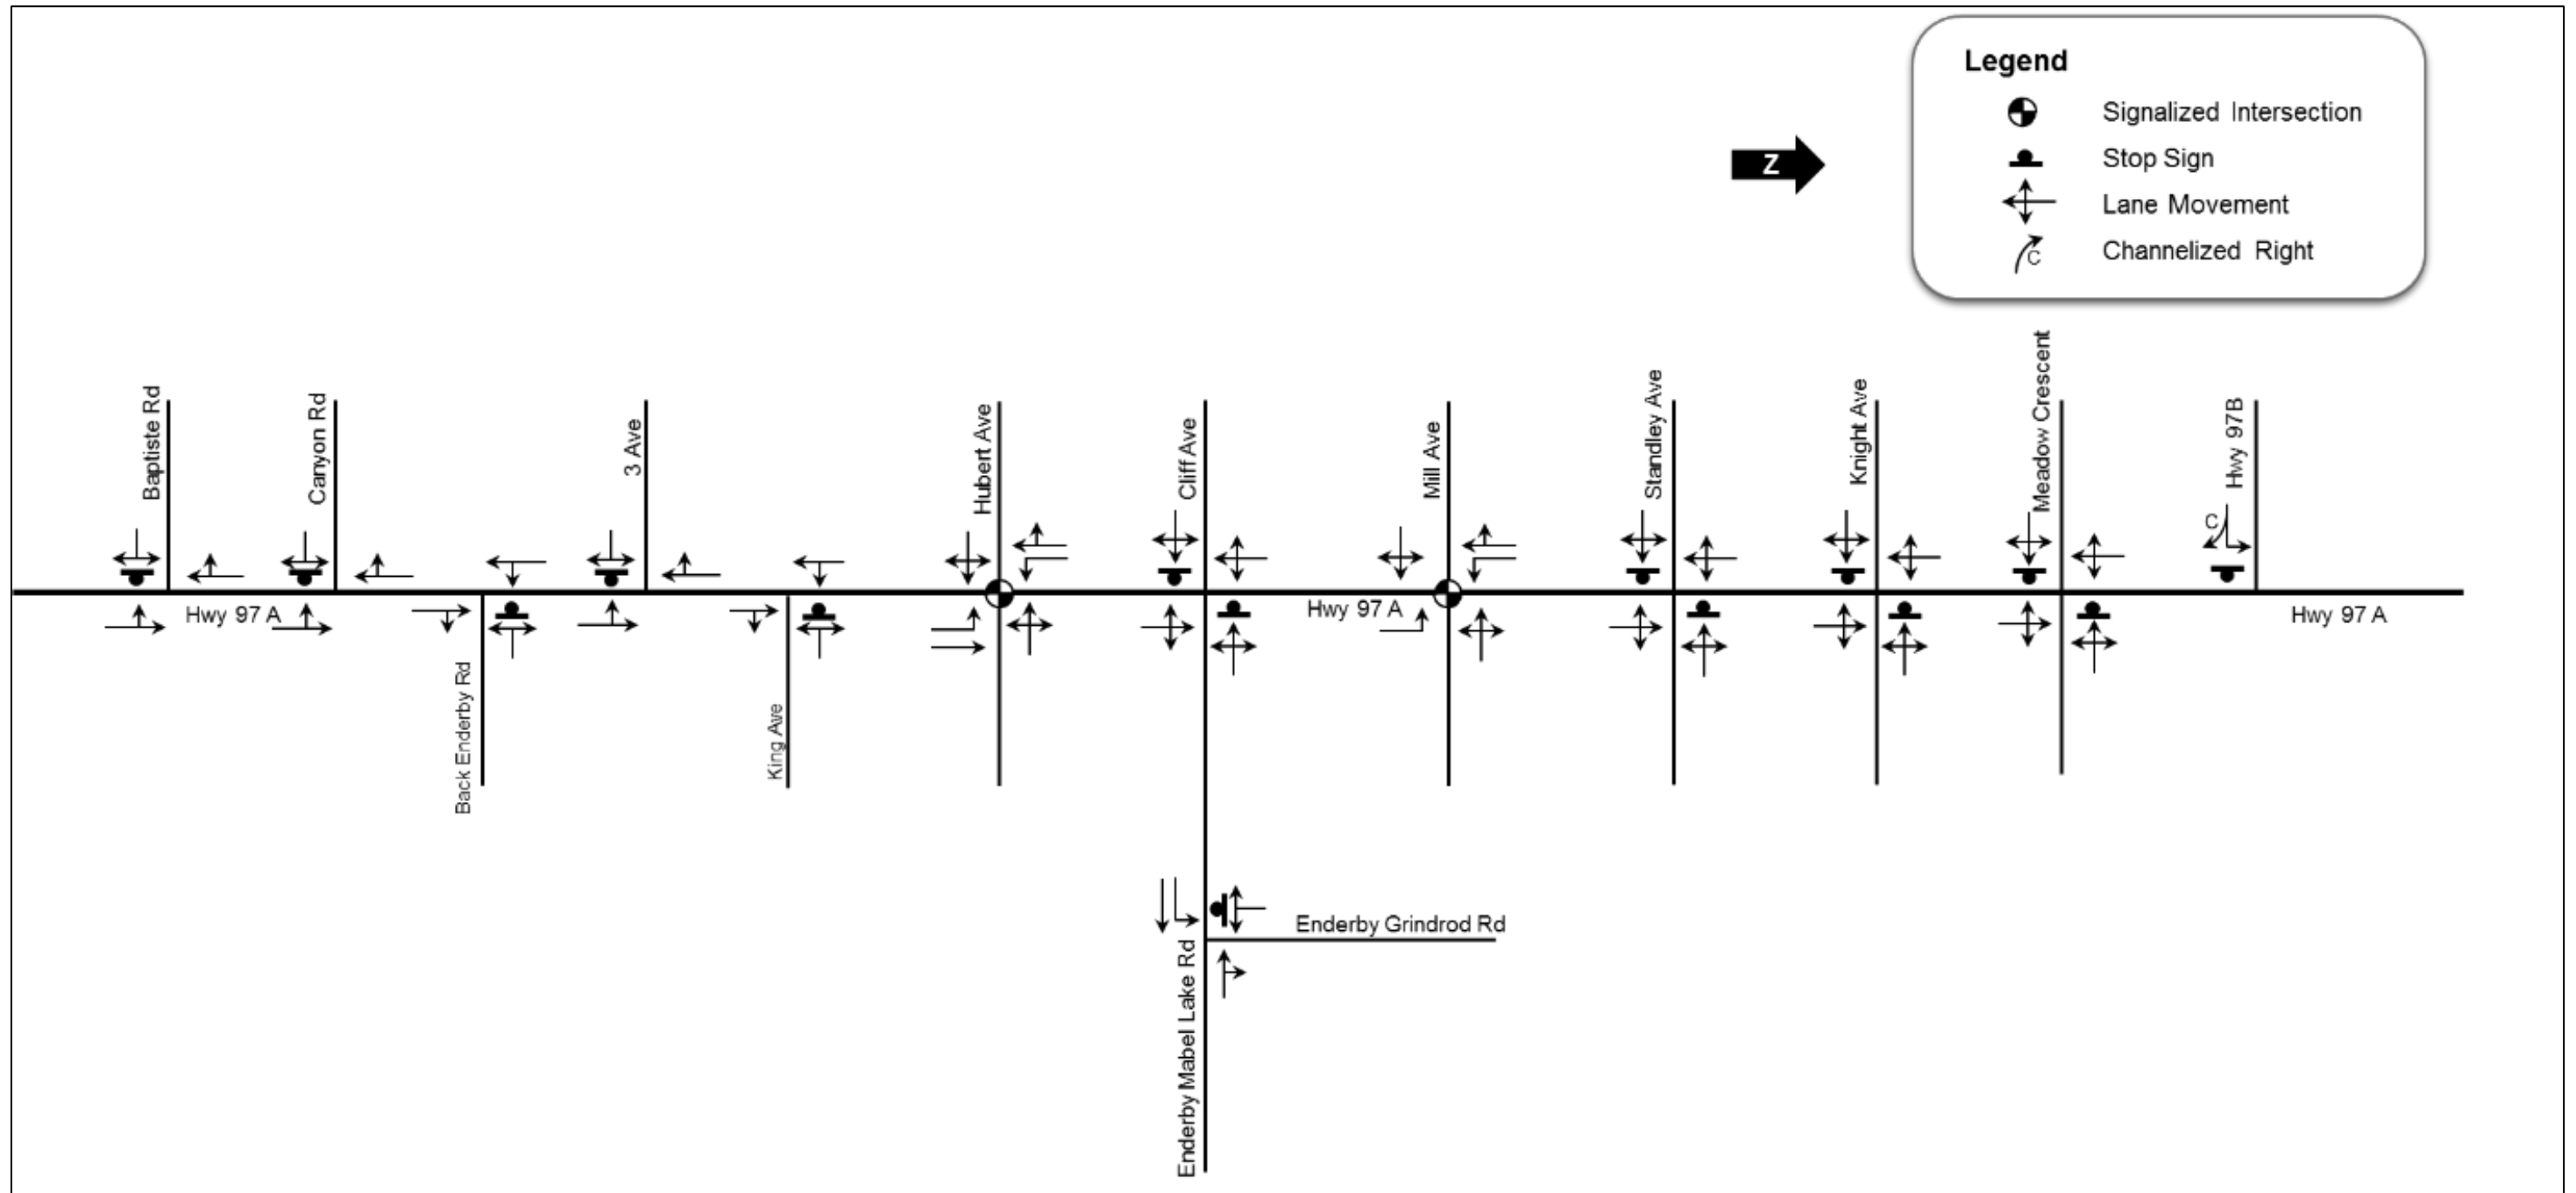 Legend
Signalized Intersection
Stop Sign
Lane Movement
C
Channelized Right
Z
Baptiste Rd
Canyon Rd
3 Ave
Hubert Ave
Cliff Ave
Mill Ave
Standley Ave
Knight Ave
Meadow Crescent
Hwy 97B
C
Hwy 97 A
Hwy 97 A
Hwy 97 A
Back Enderby Rd
King Ave
Enderby Grindrod Rd
Enderby Mabel Lake Rd